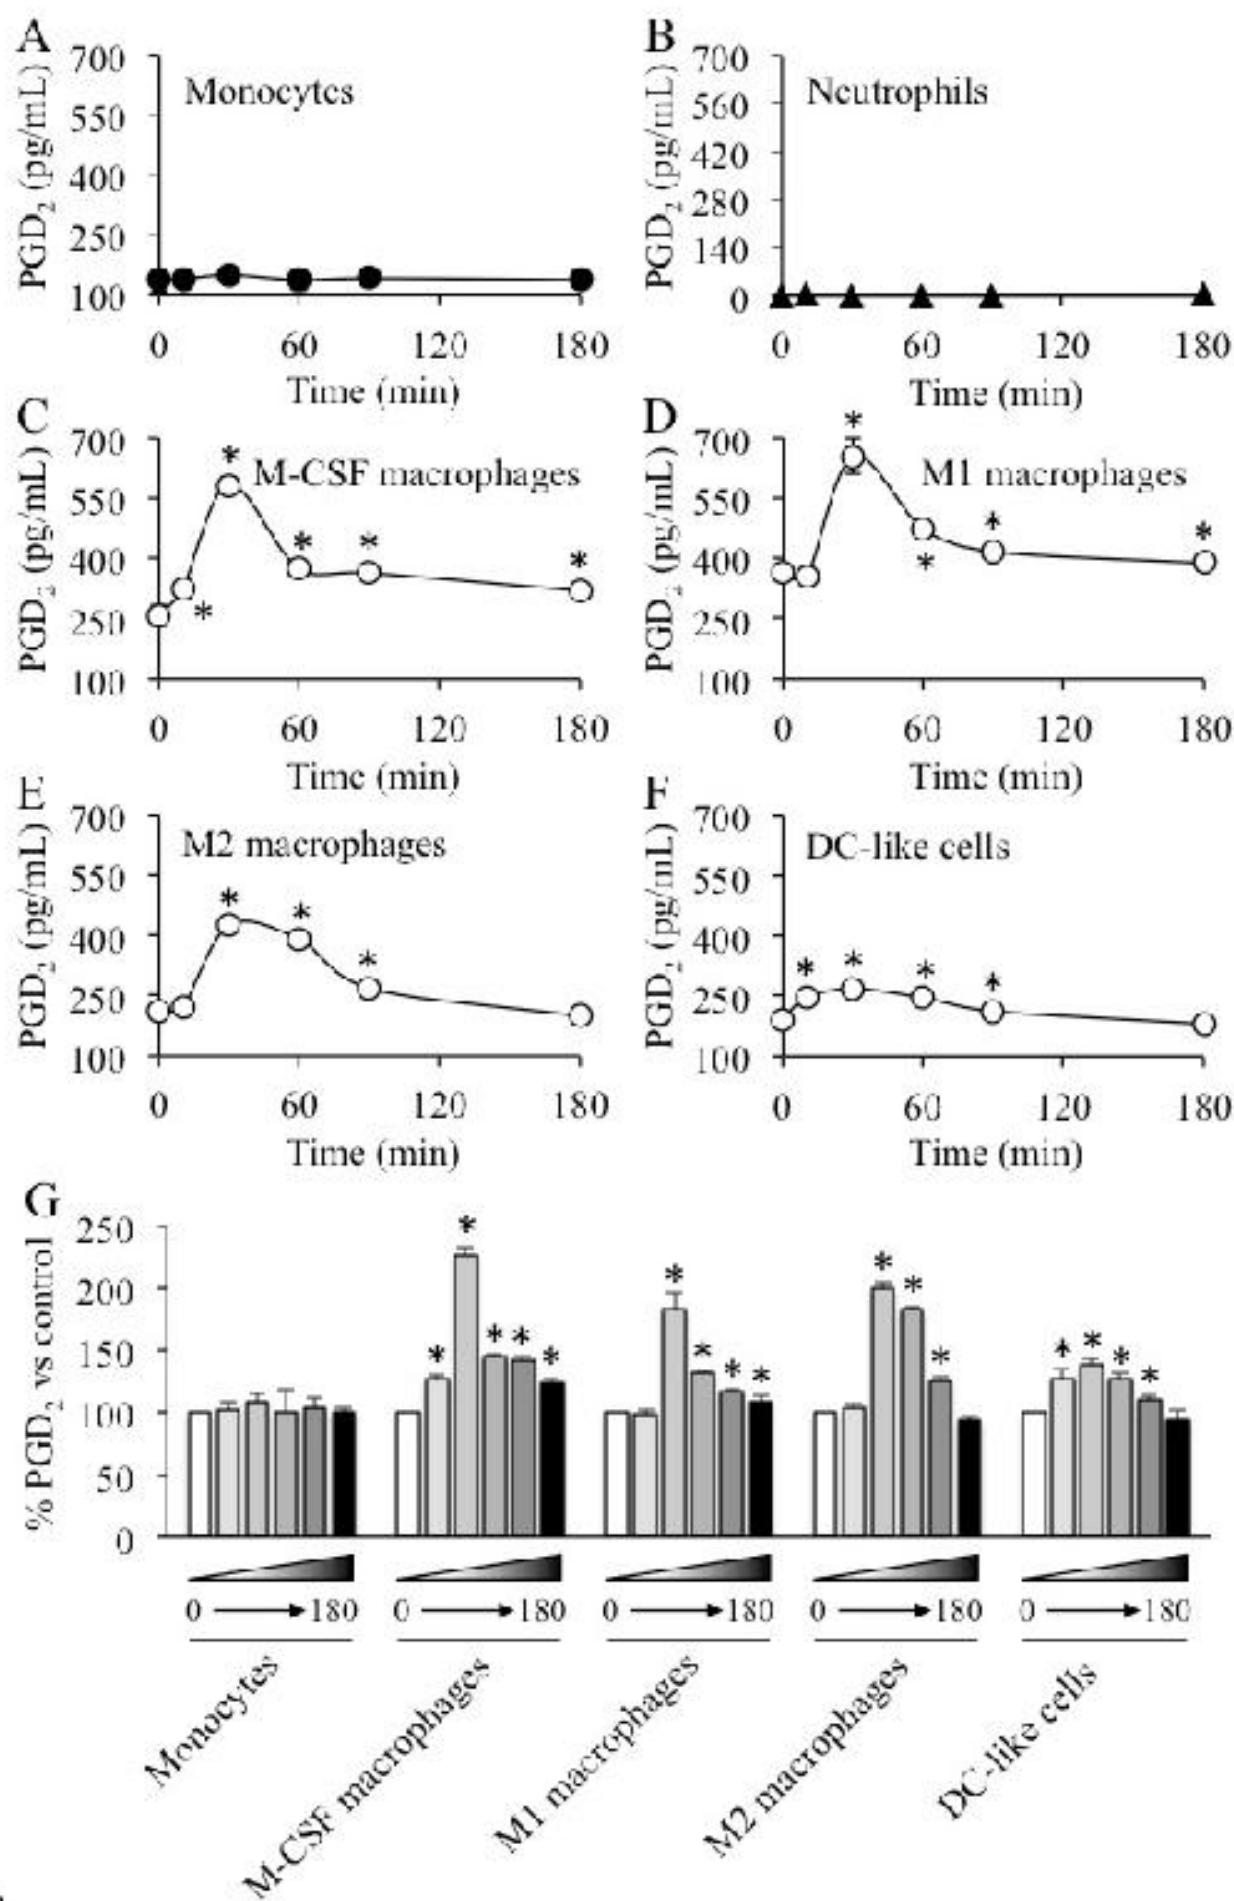 A
700
550
400
250
100
PGD2 (pg/mL)
Monocytes
0 60 120 180
Time (min)
B
700
560
420
280
140
0
PGD2 (pg/mL)
Neutrophils
0 60 120 180
Time (min)
C
700
550
400
250
100
PGD2 (pg/mL)
M-CSF macrophages
* * * * *
0 60 120 180
Time (min)
D
700
550
400
250
100
PGD2 (pg/mL)
M1 macrophages
* * * *
0 60 120 180
Time (min)
E
700
550
400
250
100
PGD2 (pg/mL)
M2 macrophages
* * *
0 60 120 180
Time (min)
F
700
550
400
250
100
PGD2 (pg/mL)
DC-like cells
* * * *
0 60 120 180
Time (min)
G
250
200
150
100
50
0
% PGD2 vs control
* * * * *
* * * *
* * *
* * * *
0 180
0 180
0 180
0 180
0 180
Monocytes
M-CSF macrophages
M1 macrophages
M2 macrophages
DC-like cells